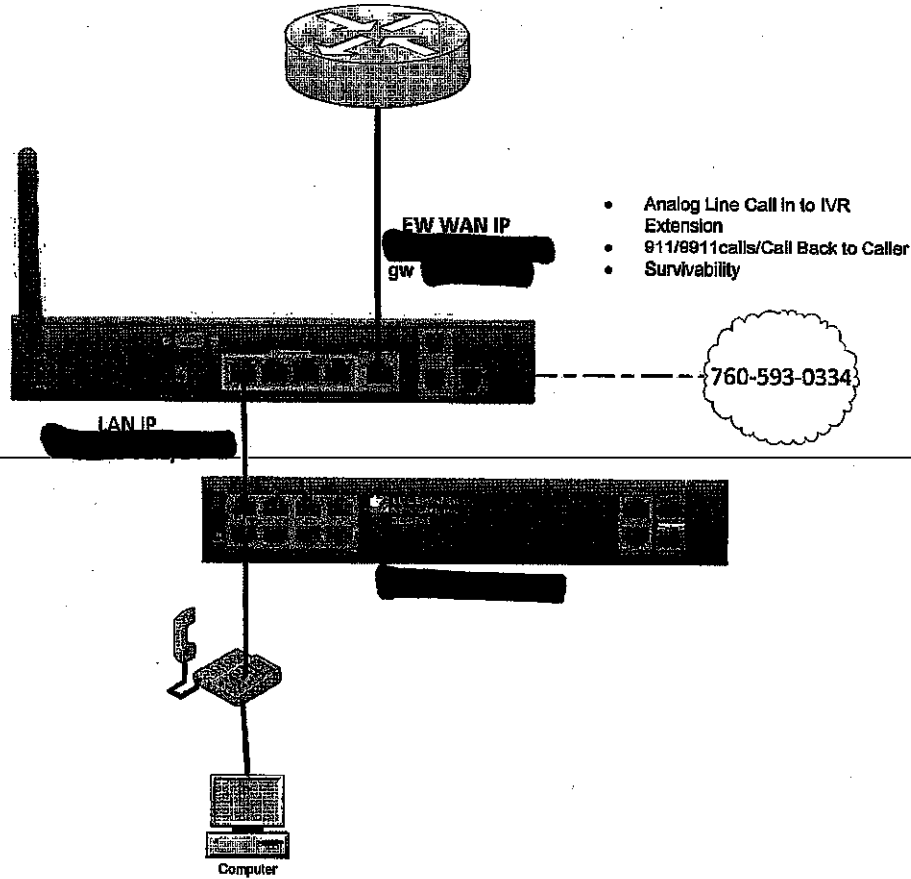 EW WAN IP
gw
• Analog Line Call in to IVR
Extension
• 911/9911calls/Call Back to Caller
• Survivability
760-593-0334
LAN IP
Computer